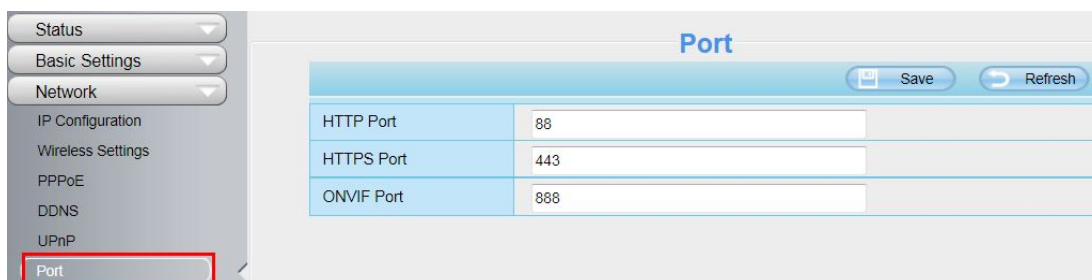 Status
Basic Settings
Network
IP Configuration
Wireless Settings
PPPoE
DDNS
UPnP
Port
Port
Save Refresh
HTTP Port 88
HTTPS Port 443
ONVIF Port 888